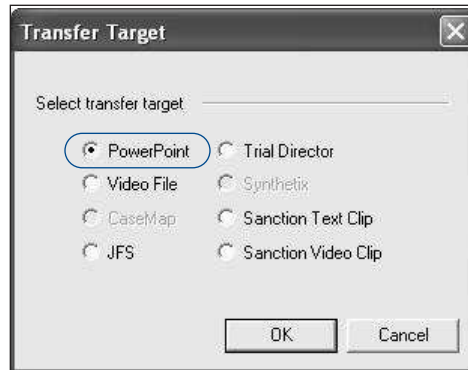 Transfer Target
Select transfer target
PowerPoint
Trial Director
Video File
Synthetix
CaseMap
Sanction Text Clip
JFS
Sanction Video Clip
OK
Cancel